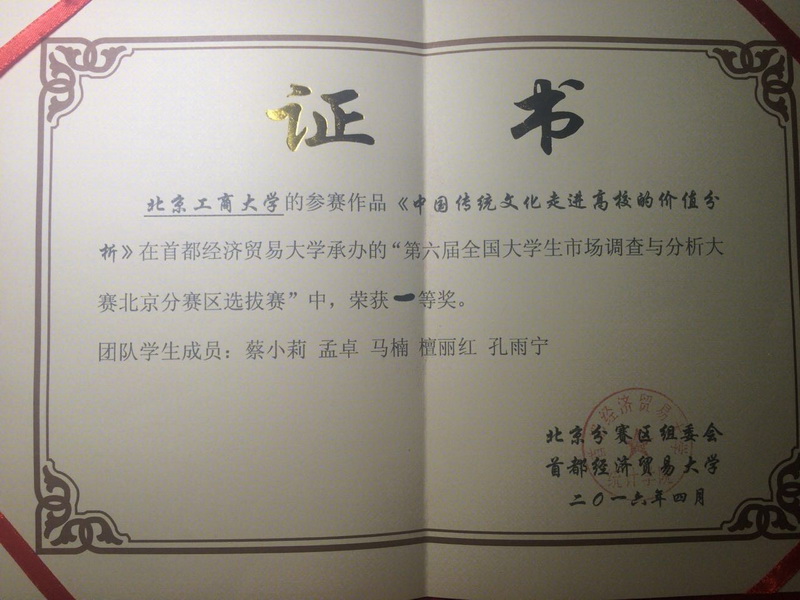 证书
北京工商大学的参赛作品《中国传统文化走进高校的价值分
析》在首都经济贸易大学承办的“第六届全国大学生市场调查与分析大
赛北京分赛区选拔赛”中，荣获一等奖。
团队学生成员：蔡小莉 孟卓 马楠 檀丽红 孔雨宁
北京分赛区组委会
首都经济贸易大学
二〇一六年四月